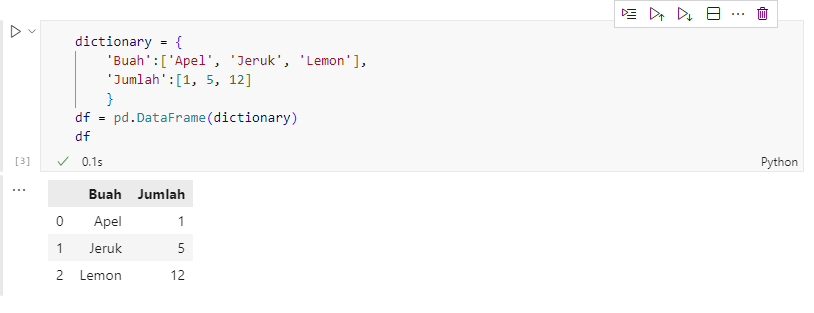 dictionary = {
'Buah':['Apel', 'Jeruk', 'Lemon'],
'Jumlah':[1, 5, 12]
}
df = pd.DataFrame(dictionary)
df
[3] 0.1s Python
Buah Jumlah
0 Apel 1
1 Jeruk 5
2 Lemon 12